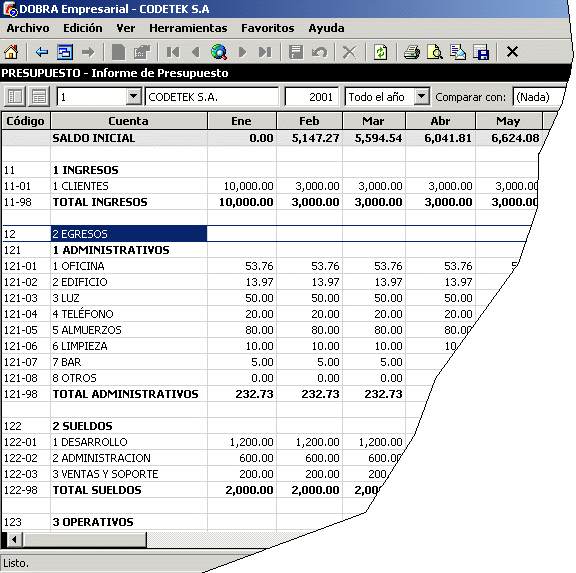 DOBRA Empresarial - CODETEK S.A
Archivo Edición Ver Herramientas Favoritos Ayuda
PRESUPUESTO - Informe de Presupuesto
1 CODETEK S.A. 2001 Todo el año Comparar con: (Nada)
Código Cuenta Ene Feb Mar Abr May
SALDO INICIAL 0.00 5,147.27 5,594.54 6,041.81 6,624.08
11 1 INGRESOS
11-01 1 CLIENTES 10,000.00 3,000.00 3,000.00 3,000.00 3,000.00
11-98 TOTAL INGRESOS 10,000.00 3,000.00 3,000.00 3,000.00 3,000.00
12 2 EGRESOS
121 1 ADMINISTRATIVOS
121-01 1 OFICINA 53.76 53.76 53.76 53.76 5
121-02 2 EDIFICIO 13.97 13.97 13.97 13.97
121-03 3 LUZ 50.00 50.00 50.00 50.00
121-04 4 TELÉFONO 20.00 20.00 20.00 20.00
121-05 5 ALMUERZOS 80.00 80.00 80.00 80.00
121-06 6 LIMPIEZA 10.00 10.00 10.00 10.
121-07 7 BAR 5.00 5.00 5.00
121-08 8 OTROS 0.00 0.00 0.00
121-98 TOTAL ADMINISTRATIVOS 232.73 232.73 232.73
122 2 SUELDOS
122-01 1 DESARROLLO 1,200.00 1,200.00 1,200.00
122-02 2 ADMINISTRACION 600.00 600.00 600.00
122-03 3 VENTAS Y SOPORTE 200.00 200.00 200.
122-98 TOTAL SUELDOS 2,000.00 2,000.00 2,00
123 3 OPERATIVOS
Listo.